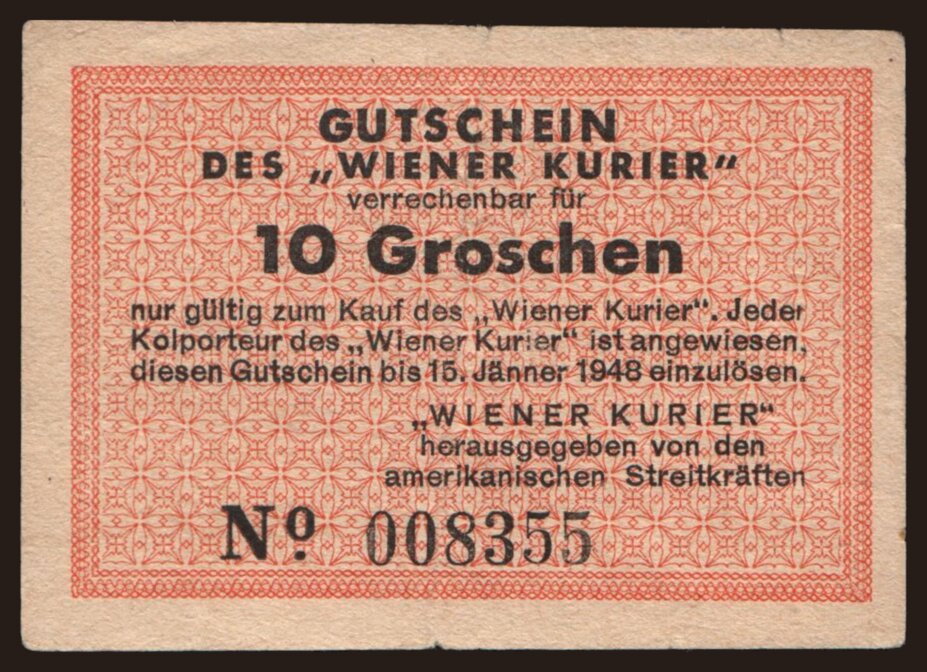 GUTSCHEIN
DES „WIENER KURIER“
verrechenbar für
10 Groschen
nur gültig zum Kauf des „Wiener Kurier“. Jeder
Kolporteur des „Wiener Kurier“ ist angewiesen,
diesen Gutschein bis 15. Jänner 1948 einzulösen.
„WIENER KURIER“
herausgegeben von den
amerikanischen Streitkräften
Nº 008355